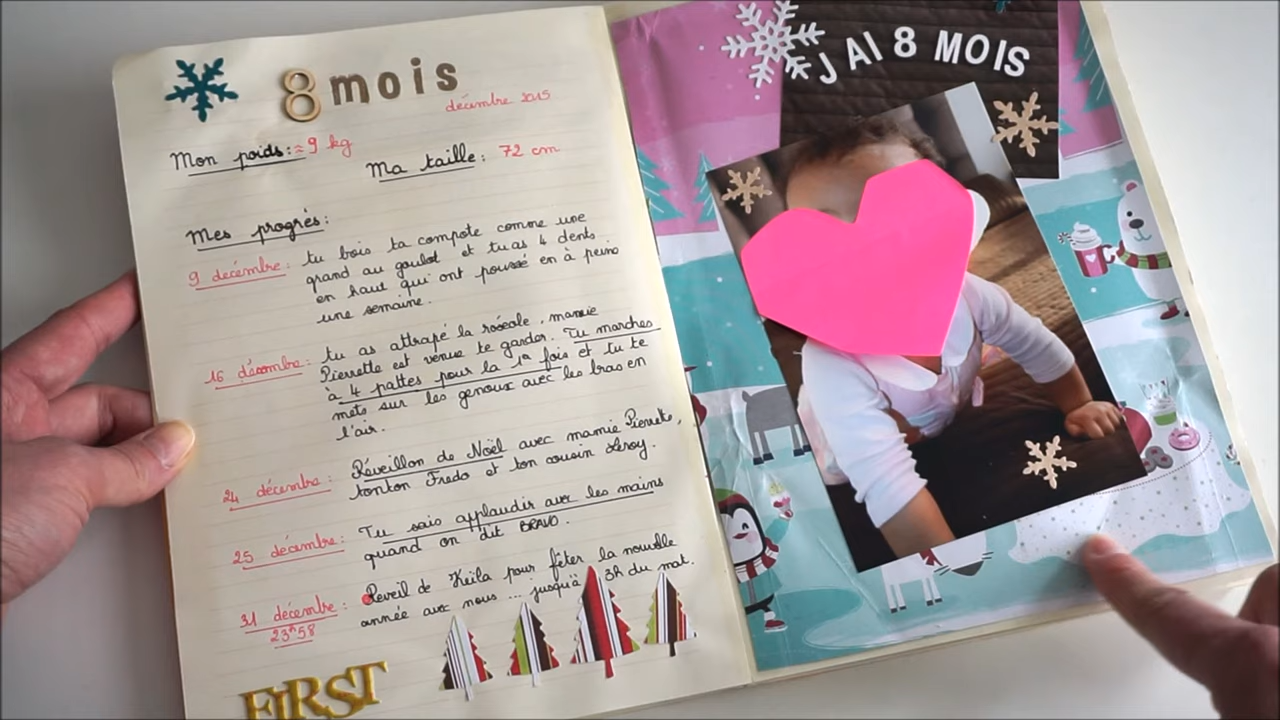 8 mois
décembre 2015
Mon poids: ≈ 9 kg
Ma taille: 72 cm
Mes progrès:
9 décembre: tu bois ta compote comme une
grand au goulot et tu as 4 dents
en haut qui ont poussé en à peine
une semaine.
16 décembre: tu as attrapé la roséole, mamie
Pierrette est venue te garder. Tu marches
à 4 pattes pour la 1re fois et tu te
mets sur les genoux avec les bras en
l'air.
24 décembre: Réveillon de Noël avec mamie Pierrette,
tonton Fredo et ton cousin Leroy.
25 décembre: Tu sais applaudir avec les mains
quand on dit BRAVO.
31 décembre: Reveil de Keïla pour fêter la nouvelle
23h58 année avec nous ... jusqu'à 3h du mat.
FIRST
J'AI 8 MOIS